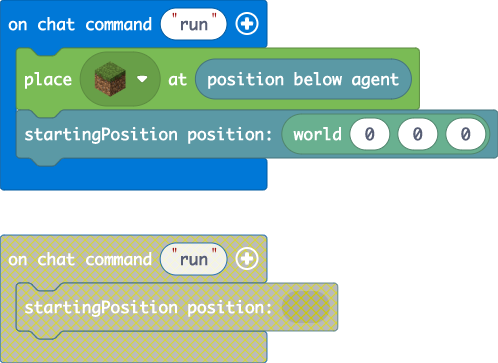 on chat command "run"
place at position below agent
startingPosition position: world 0 0 0
on chat command "run"
startingPosition position: